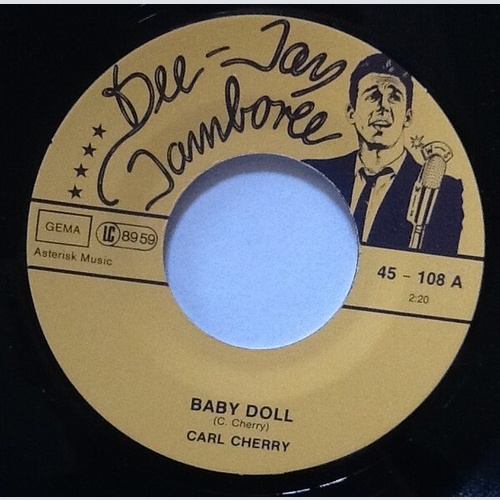 Dee-Jay
Jamboree
GEMA
LC 8959
Asterisk Music
45 - 108 A
2:20
BABY DOLL
(C. Cherry)
CARL CHERRY